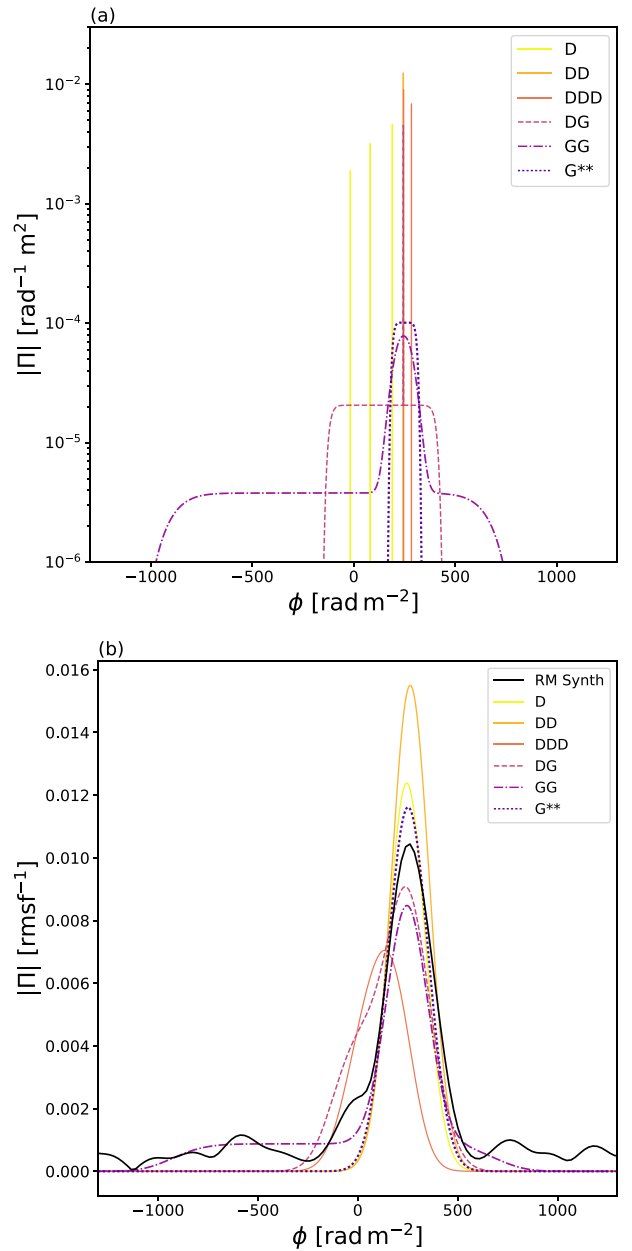 (a)
D
DD
DDD
DG
GG
G**
10⁻²
10⁻³
10⁻⁴
10⁻⁵
10⁻⁶
|Π| [rad⁻¹ m²]
−1000 −500 0 500 1000
ϕ [rad m⁻²]
(b)
RM Synth
D
DD
DDD
DG
GG
G**
0.016
0.014
0.012
0.010
0.008
0.006
0.004
0.002
0.000
|Π| [rmsf⁻¹]
−1000 −500 0 500 1000
ϕ [rad m⁻²]